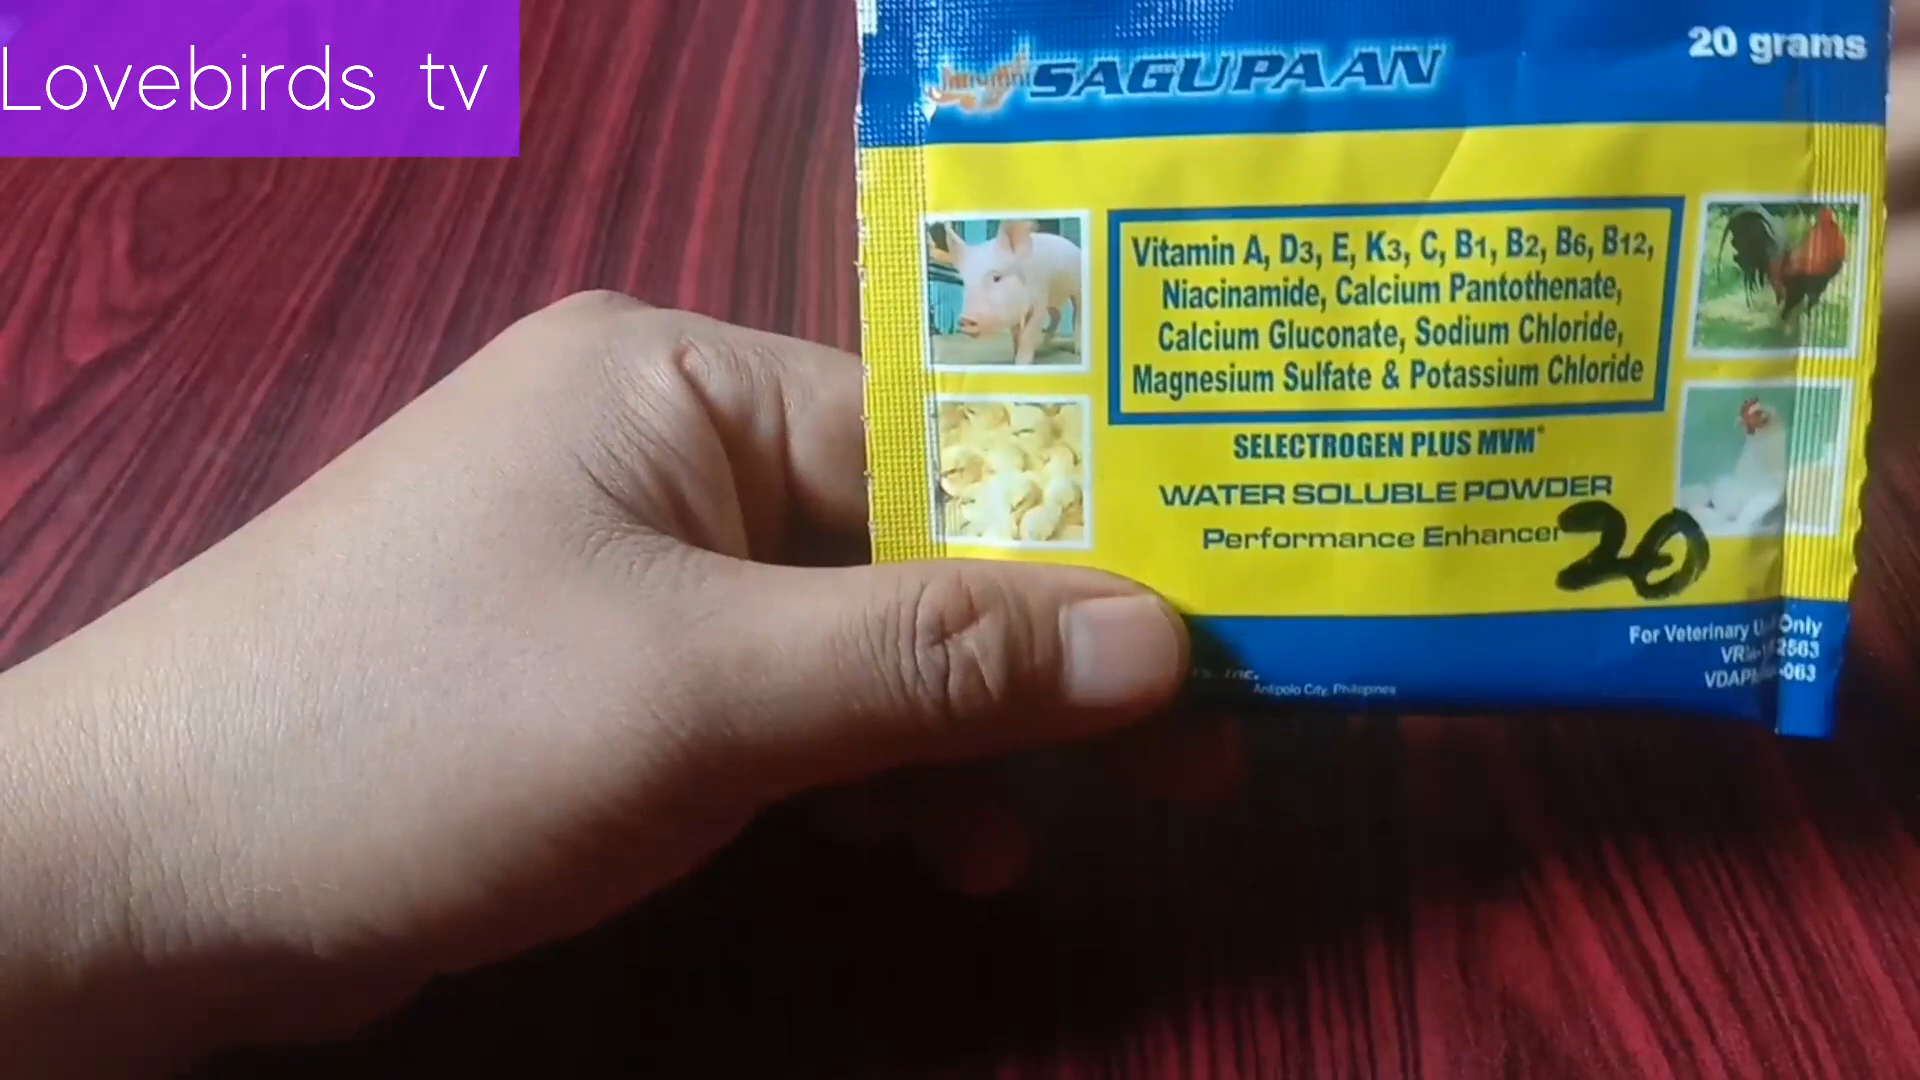 Lovebirds tv
SAGUPAAN
20 grams
Vitamin A, D3, E, K3, C, B1, B2, B6, B12,
Niacinamide, Calcium Pantothenate,
Calcium Gluconate, Sodium Chloride,
Magnesium Sulfate & Potassium Chloride
SELECTROGEN PLUS MVM®
WATER SOLUBLE POWDER
Performance Enhancer
20
For Veterinary Only
Antipolo City, Philippines